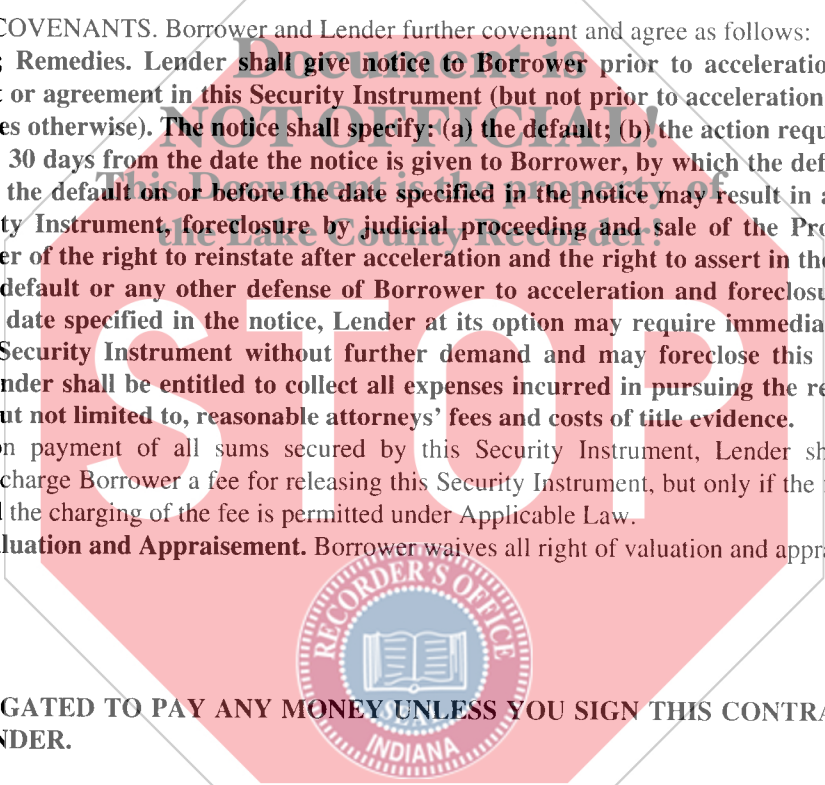 COVENANTS. Borrower and Lender further covenant and agree as follows:
; Remedies. Lender shall give notice to Borrower prior to acceleratio
t or agreement in this Security Instrument (but not prior to acceleration
es otherwise). The notice shall specify: (a) the default; (b) the action requ
30 days from the date the notice is given to Borrower, by which the def
the default on or before the date specified in the notice may result in a
ty Instrument, foreclosure by judicial proceeding and sale of the Pro
er of the right to reinstate after acceleration and the right to assert in the
default or any other defense of Borrower to acceleration and foreclosu
date specified in the notice, Lender at its option may require immedia
Security Instrument without further demand and may foreclose this
nder shall be entitled to collect all expenses incurred in pursuing the re
ut not limited to, reasonable attorneys' fees and costs of title evidence.
on payment of all sums secured by this Security Instrument, Lender sh
charge Borrower a fee for releasing this Security Instrument, but only if the
d the charging of the fee is permitted under Applicable Law.
luation and Appraisement. Borrower waives all right of valuation and appra
GATED TO PAY ANY MONEY UNLESS YOU SIGN THIS CONTRA
NDER.
Document is
NOT OFFICIAL!
This Document is the property of
the Lake County Recorder!
STOP
RECORDER'S OFFICE
SEAL
INDIANA